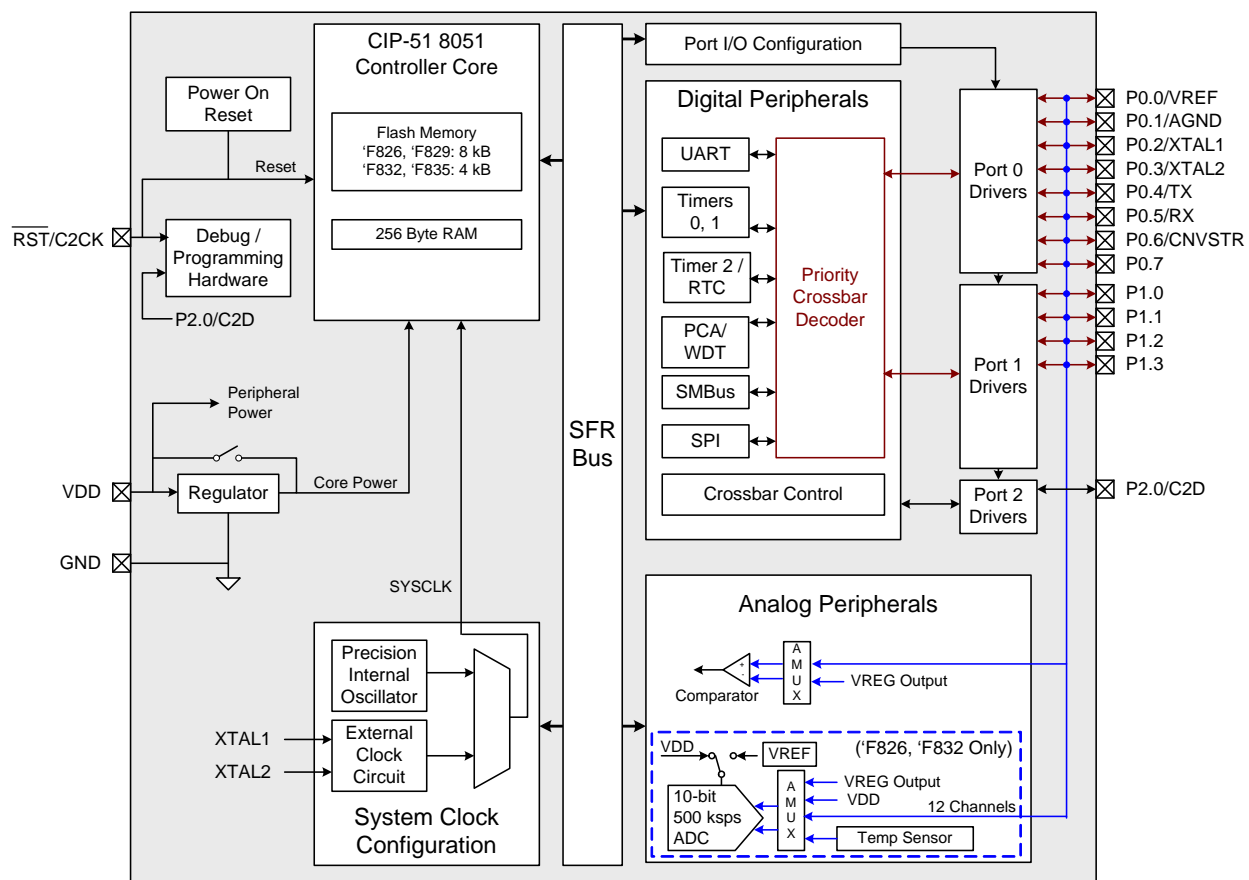 CIP-51 8051
Controller Core
Flash Memory
‘F826, ‘F829: 8 kB
‘F832, ‘F835: 4 kB
256 Byte RAM
Power On
Reset
Reset
RST/C2CK
Debug /
Programming
Hardware
P2.0/C2D
Peripheral
Power
VDD
Regulator
Core Power
GND
SYSCLK
Precision
Internal
Oscillator
XTAL1
XTAL2
External
Clock
Circuit
System Clock
Configuration
SFR
Bus
Port I/O Configuration
Digital Peripherals
UART
Timers
0, 1
Timer 2 /
RTC
PCA/
WDT
SMBus
SPI
Priority
Crossbar
Decoder
Crossbar Control
Port 0
Drivers
Port 1
Drivers
Port 2
Drivers
P0.0/VREF
P0.1/AGND
P0.2/XTAL1
P0.3/XTAL2
P0.4/TX
P0.5/RX
P0.6/CNVSTR
P0.7
P1.0
P1.1
P1.2
P1.3
P2.0/C2D
Analog Peripherals
+
-
Comparator
A
M
U
X
VREG Output
VDD
VREF
(‘F826, ‘F832 Only)
10-bit
500 ksps
ADC
A
M
U
X
VREG Output
VDD
12 Channels
Temp Sensor